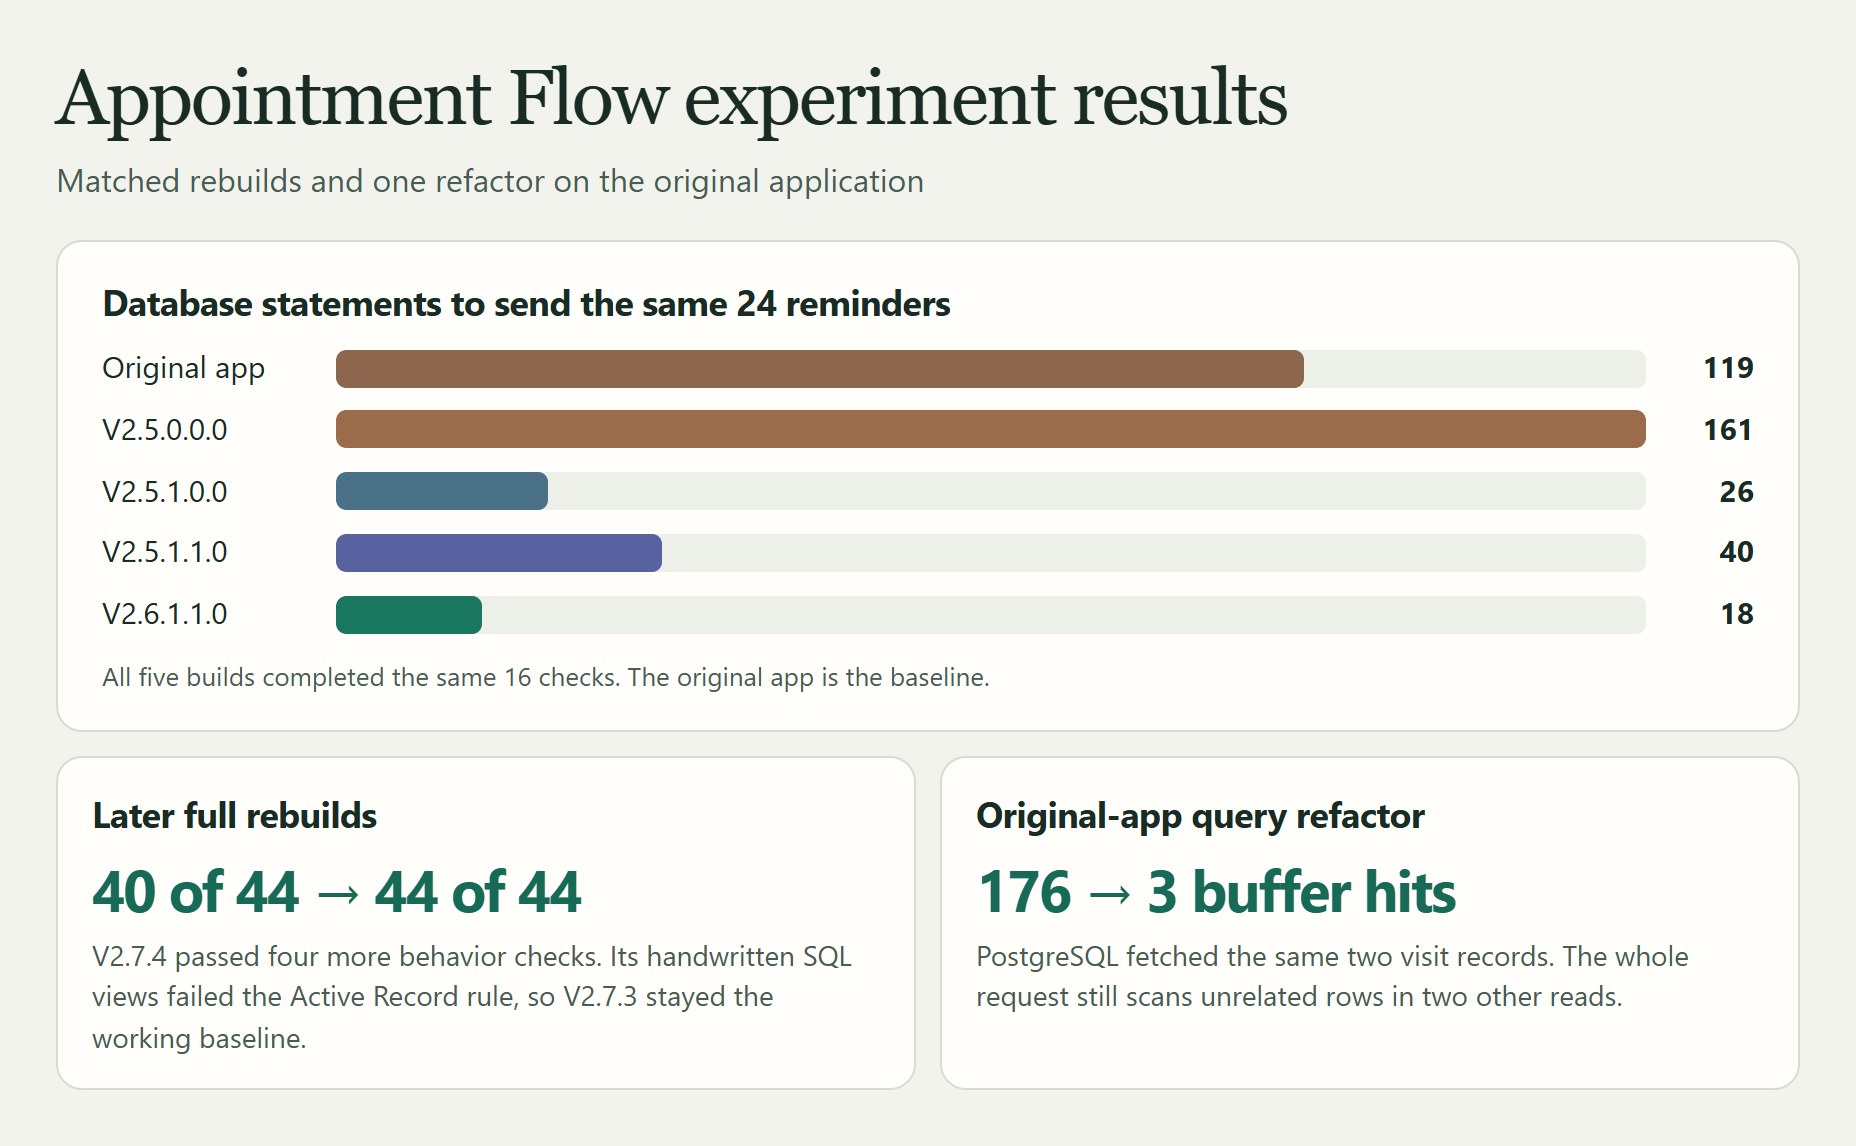 Appointment Flow experiment results
Matched rebuilds and one refactor on the original application
Database statements to send the same 24 reminders
Original app 119
V2.5.0.0.0 161
V2.5.1.0.0 26
V2.5.1.1.0 40
V2.6.1.1.0 18
All five builds completed the same 16 checks. The original app is the baseline.
Later full rebuilds
40 of 44 → 44 of 44
V2.7.4 passed four more behavior checks. Its handwritten SQL
views failed the Active Record rule, so V2.7.3 stayed the
working baseline.
Original-app query refactor
176 → 3 buffer hits
PostgreSQL fetched the same two visit records. The whole
request still scans unrelated rows in two other reads.